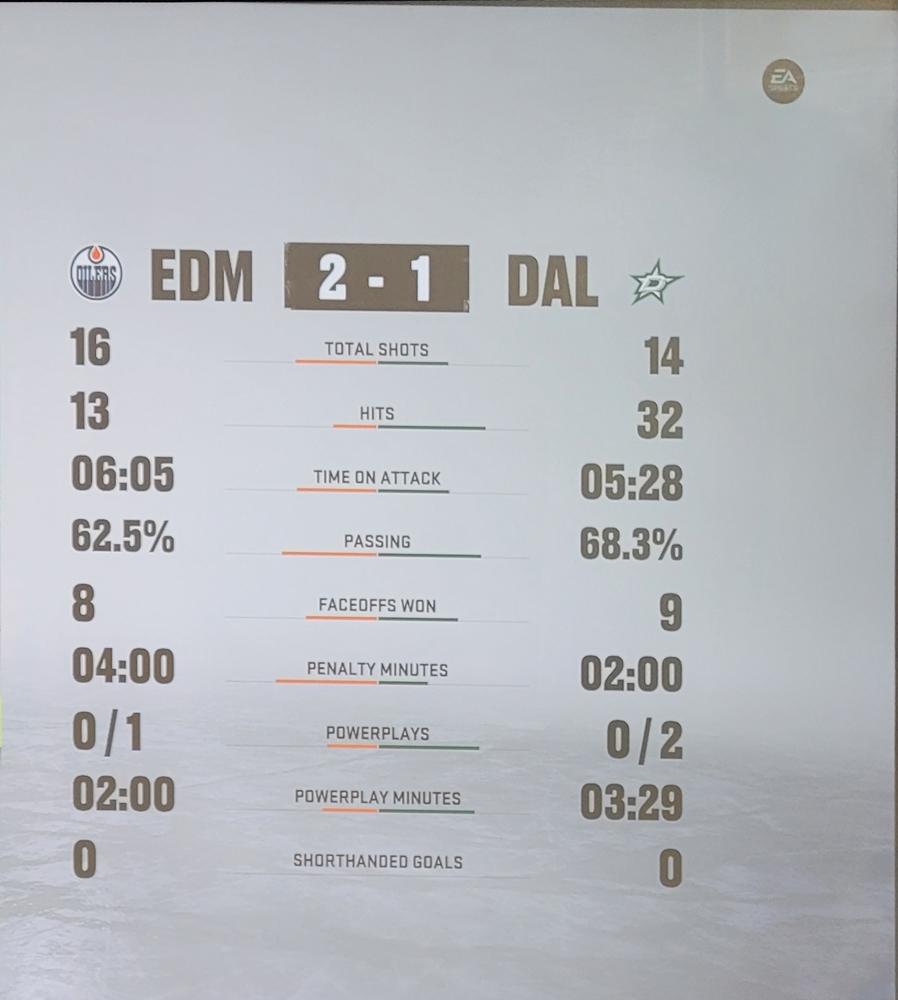 EA
SPORTS
OILERS EDM 2 - 1 DAL D
16 TOTAL SHOTS 14
13 HITS 32
06:05 TIME ON ATTACK 05:28
62.5% PASSING 68.3%
8 FACEOFFS WON 9
04:00 PENALTY MINUTES 02:00
0/1 POWERPLAYS 0/2
02:00 POWERPLAY MINUTES 03:29
0 SHORTHANDED GOALS 0